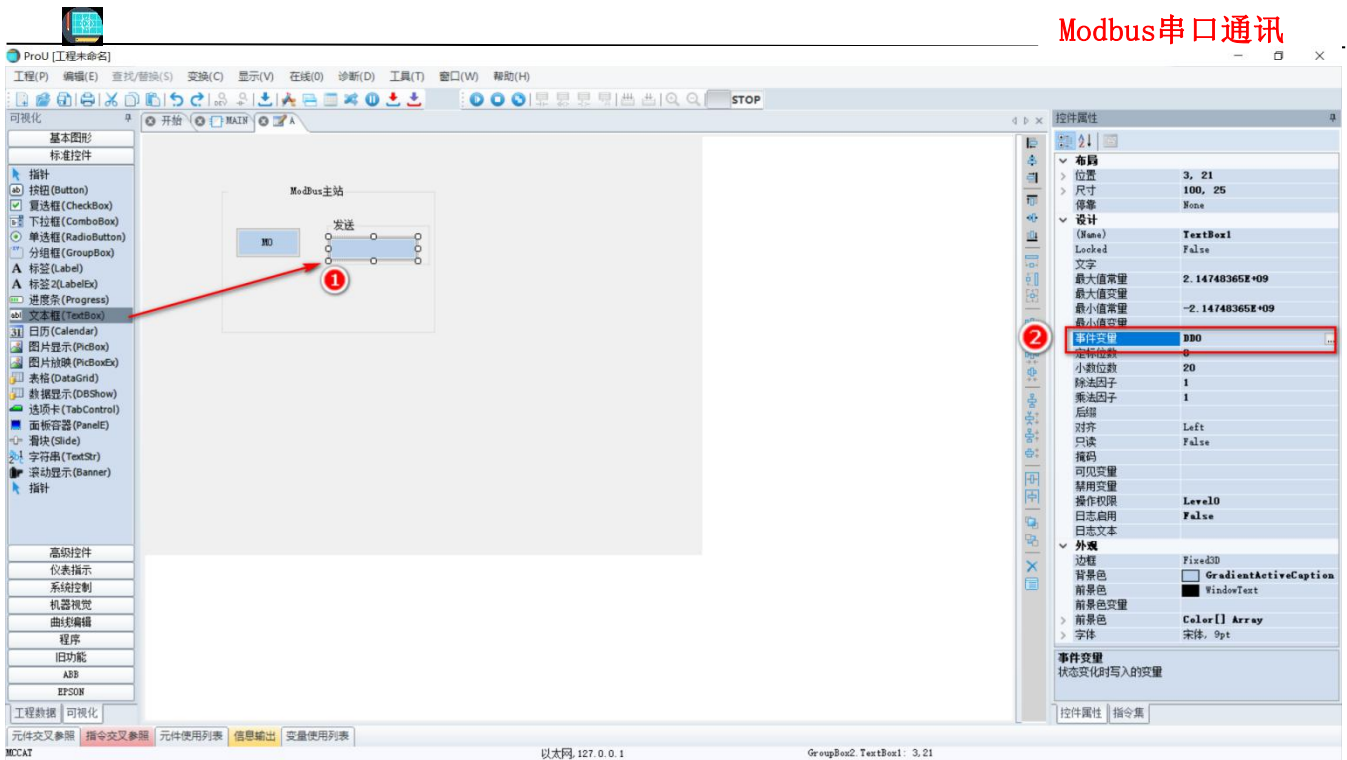 Modbus串口通讯
ProU [工程未命名]
工程(P) 编辑(E) 查找/替换(S) 变换(C) 显示(V) 在线(0) 诊断(D) 工具(T) 窗口(W) 帮助(H)
STOP
可视化
开始 MAIN A
控件属性
基本图形
标准控件
指针
按钮(Button)
复选框(CheckBox)
下拉框(ComboBox)
单选框(RadioButton)
分组框(GroupBox)
标签(Label)
标签2(LabelEx)
进度条(Progress)
文本框(TextBox)
日历(Calendar)
图片显示(PicBox)
图片放映(PicBoxEx)
表格(DataGrid)
数据显示(DBShow)
选项卡(TabControl)
面板容器(PanelE)
滑块(Slide)
字符串(TextStr)
滚动显示(Banner)
指针
高级控件
仪表指示
系统控制
机器视觉
曲线编辑
程序
旧功能
ABB
EPSON
工程数据 可视化
ModBus主站
发送
M0
1
2
布局
位置 3, 21
尺寸 100, 25
停靠 None
设计
(Name) TextBox1
Locked False
文字
最大值常量 2.14748365E+09
最大值变量
最小值常量 -2.14748365E+09
最小值变量
事件变量 DB0 ...
定标位数 0
小数位数 20
除法因子 1
乘法因子 1
后缀
对齐 Left
只读 False
掩码
可见变量
禁用变量
操作权限 Level0
日志启用 False
日志文本
外观
边框 Fixed3D
背景色 GradientActiveCaption
前景色 WindowText
前景色变量
前景色 Color[] Array
字体 宋体, 9pt
事件变量
状态变化时写入的变量
控件属性 指令集
元件交叉参照 指令交叉参照 元件使用列表 信息输出 变量使用列表
MCCAT 以太网,127.0.0.1 GroupBox2.TextBox1: 3,21